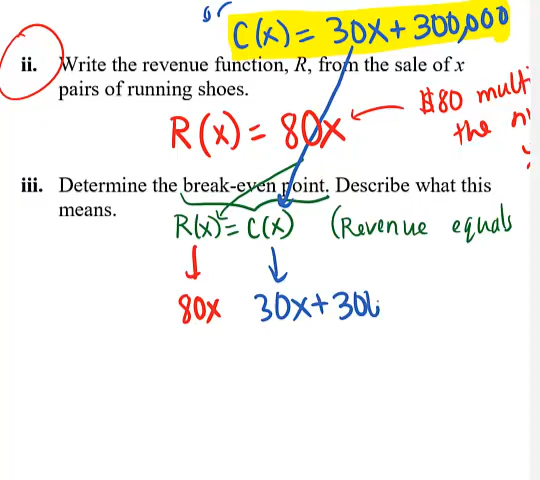 C(x) = 30x + 300,000
ii. Write the revenue function, R, from the sale of x
pairs of running shoes.
R(x) = 80x
$80 mult
the
iii. Determine the break-even point. Describe what this
means.
R(x) = C(x) (Revenue equals
80x 30x+30